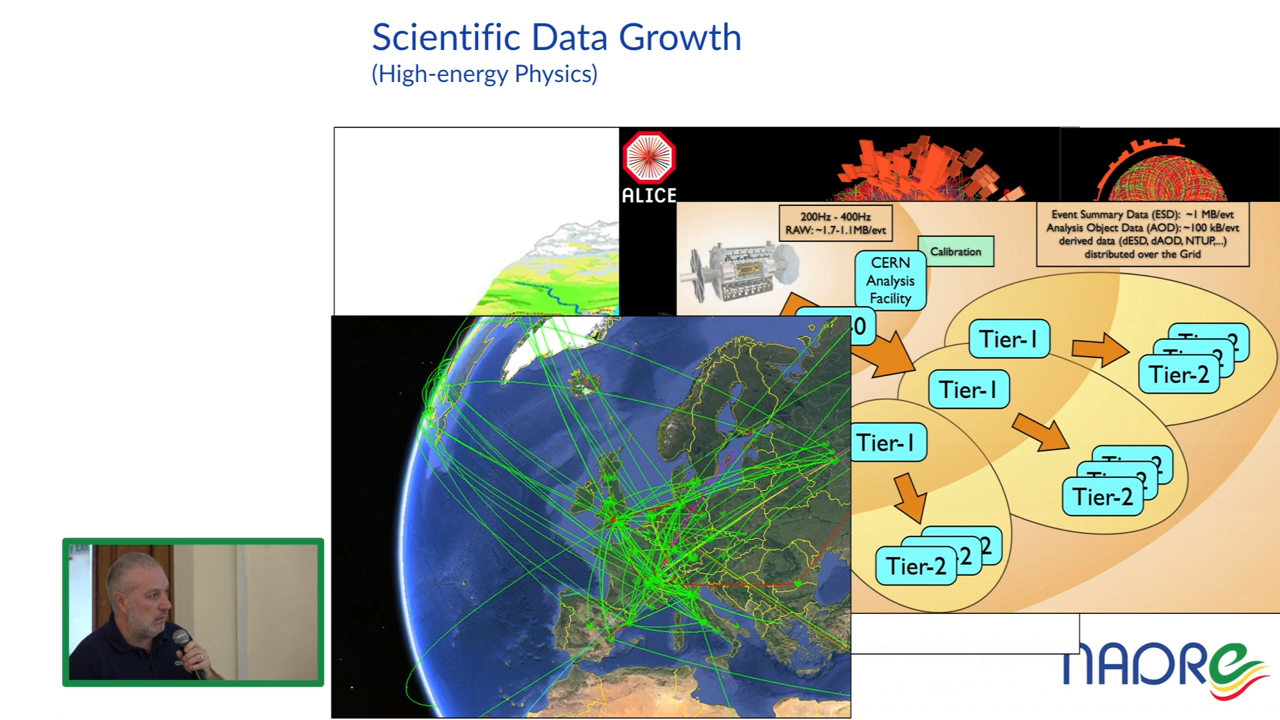 Scientific Data Growth
(High-energy Physics)
ALICE
200Hz - 400Hz
RAW: ~1.7-1.1MB/evt
Event Summary Data (ESD): ~1 MB/evt
Analysis Object Data (AOD): ~100 kB/evt
derived data (dESD, dAOD, NTUP,...)
distributed over the Grid
Calibration
CERN
Analysis
Facility
0
Tier-1
Tier-2
Tier-2
Tier-1
Tier-1
Tier-2
2
Tier-2
2
2
Tier-2
NADRe